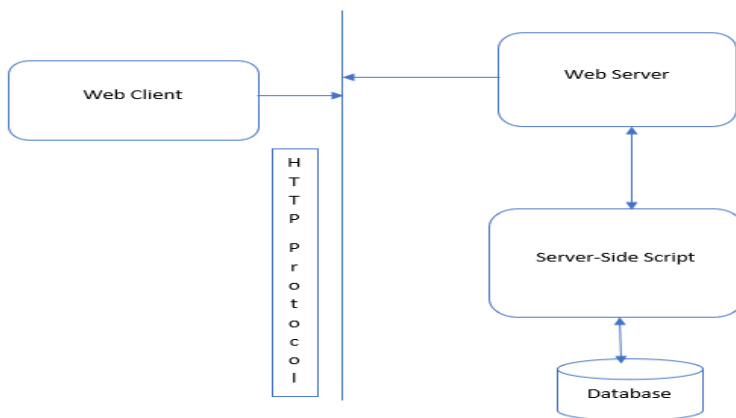 Web Client
Web Server
HTTP Protocol
Server-Side Script
Database